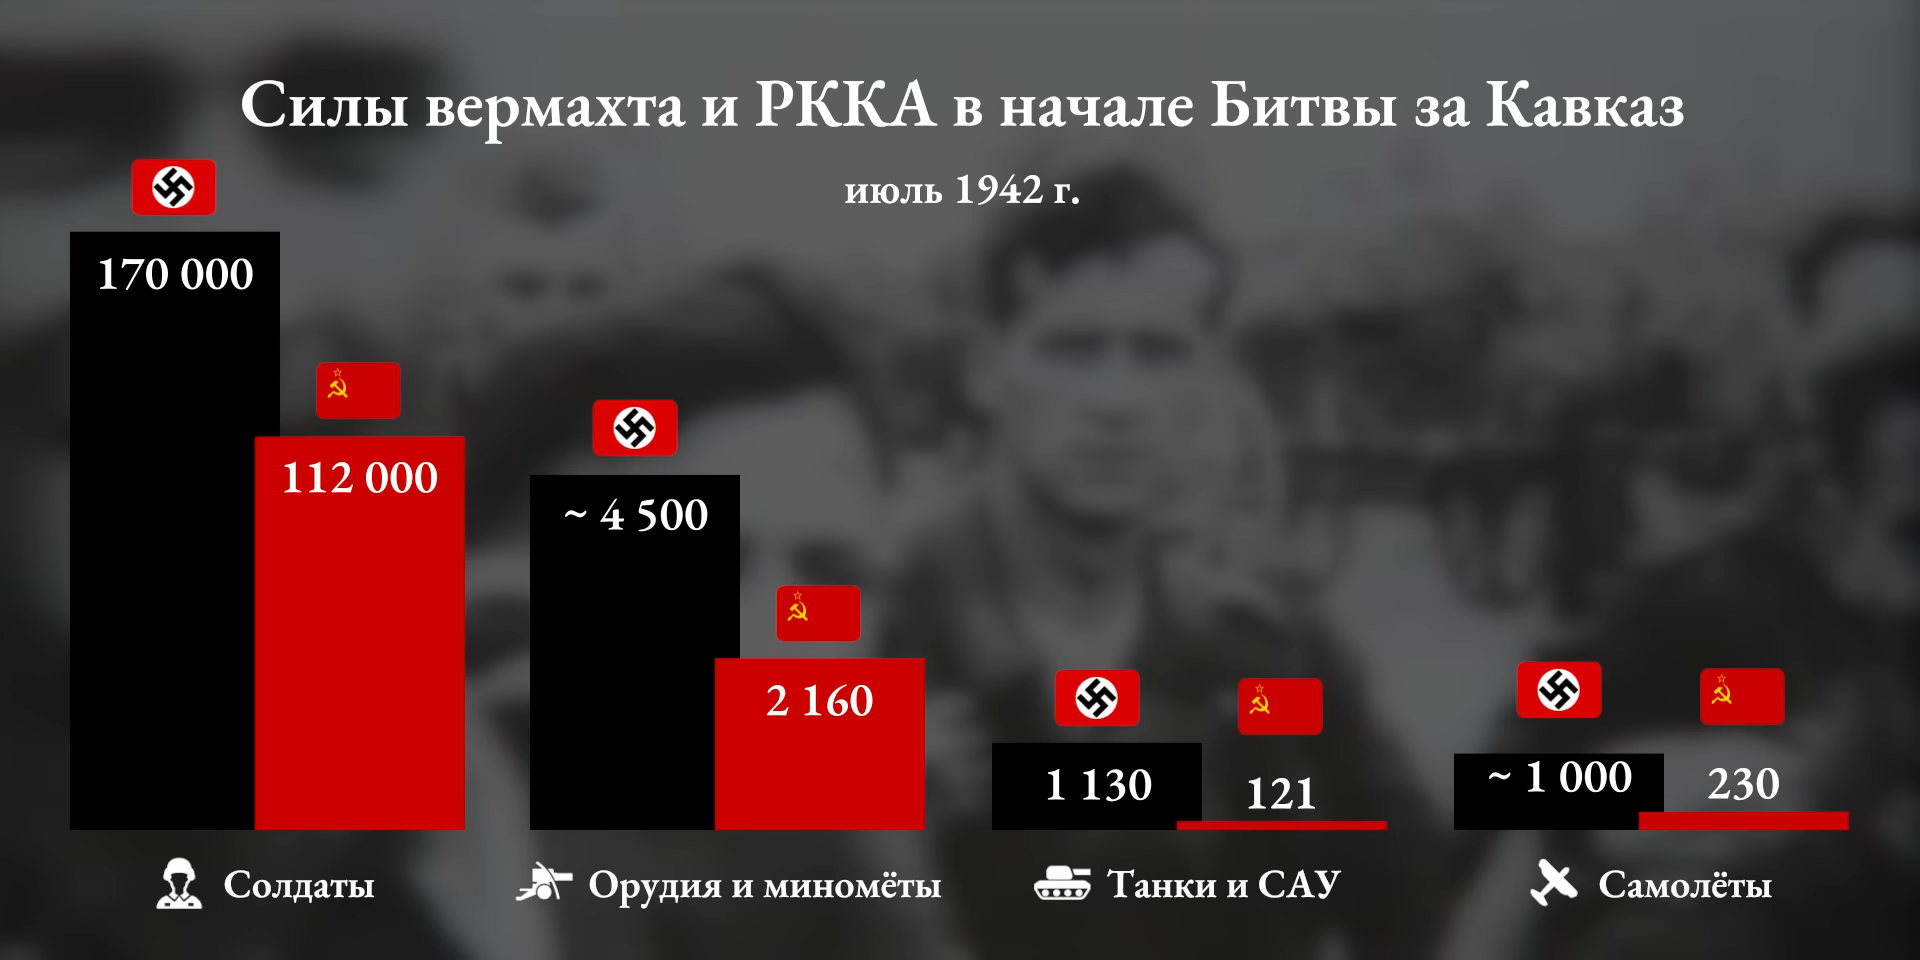 Силы вермахта и РККА в начале Битвы за Кавказ
июль 1942 г.
170 000
112 000
~ 4 500
2 160
1 130
121
~ 1 000
230
Солдаты
Орудия и миномёты
Танки и САУ
Самолёты